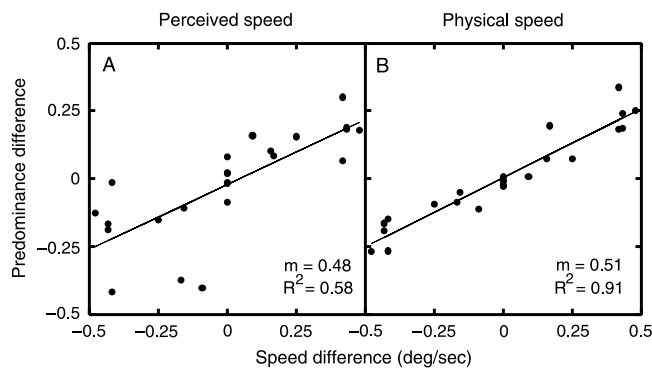 Perceived speed
Physical speed
A
B
0.5
0.25
0
−0.25
−0.5
Predominance difference
m = 0.48
R2 = 0.58
m = 0.51
R2 = 0.91
−0.5 −0.25 0 0.25 −0.5 −0.25 0 0.25 0.5
Speed difference (deg/sec)